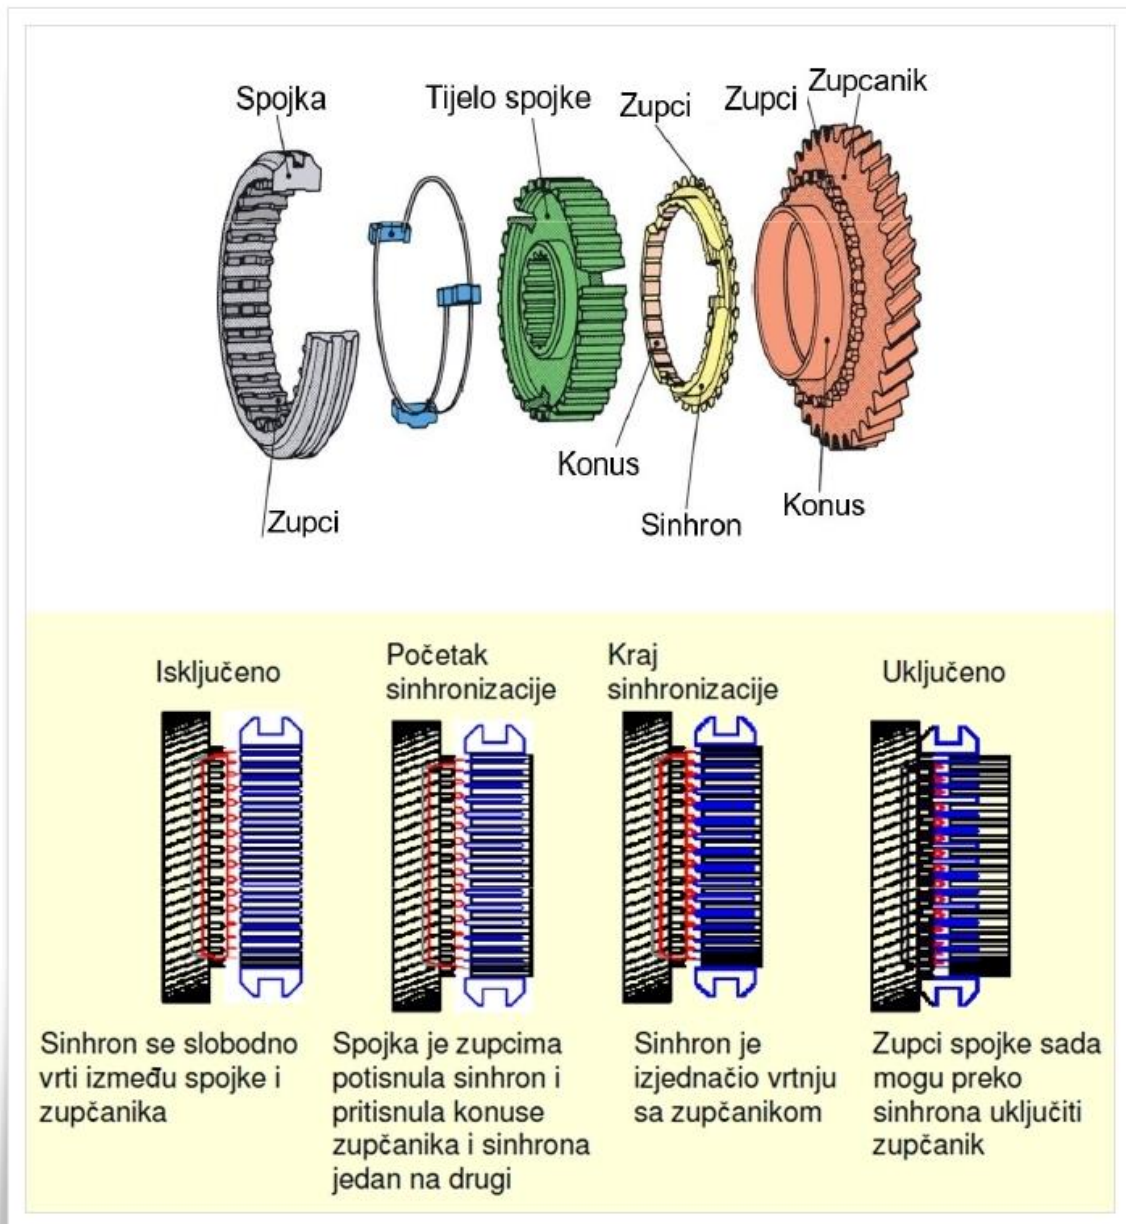 Spojka
Tijelo spojke
Zupci
Zupci
Zupcanik
Konus
Konus
Zupci
Sinhron
Isključeno
Početak
sinhronizacije
Kraj
sinhronizacije
Uključeno
Sinhron se slobodno
vrti između spojke i
zupčanika
Spojka je zupcima
potisnula sinhron i
pritisnula konuse
zupčanika i sinhrona
jedan na drugi
Sinhron je
izjednačio vrtnju
sa zupčanikom
Zupci spojke sada
mogu preko
sinhrona uključiti
zupčanik